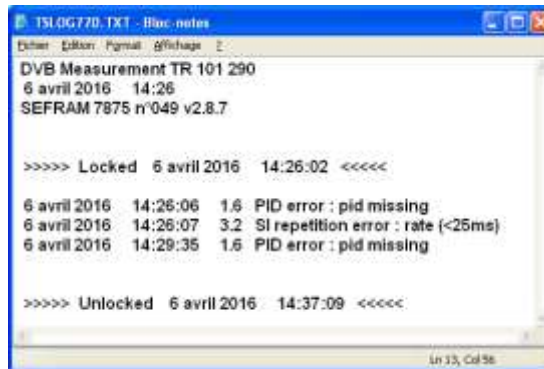 TSLOG770.TXT - Bloc-notes
Fichier Edition Format Affichage ?
DVB Measurement TR 101 290
6 avril 2016 14:26
SEFRAM 7875 n°049 v2.8.7
>>>>> Locked 6 avril 2016 14:26:02 <<<<<
6 avril 2016 14:26:06 1.6 PID error : pid missing
6 avril 2016 14:26:07 3.2 SI repetition error : rate (<25ms)
6 avril 2016 14:29:35 1.6 PID error : pid missing
>>>>> Unlocked 6 avril 2016 14:37:09 <<<<<
Ln 13, Col 56